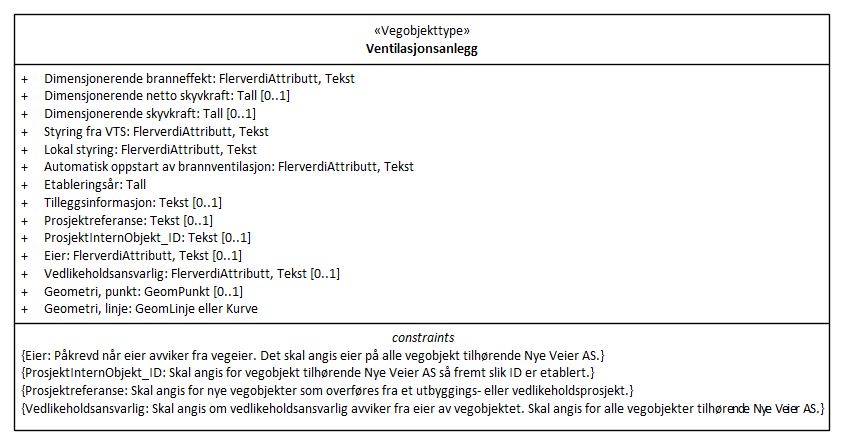 «Vegobjekttype»
Ventilasjonsanlegg
+ Dimensjonerende branneffekt: FlerverdiAttributt, Tekst
+ Dimensjonerende netto skyvkraft: Tall [0..1]
+ Dimensjonerende skyvkraft: Tall [0..1]
+ Styring fra VTS: FlerverdiAttributt, Tekst
+ Lokal styring: FlerverdiAttributt, Tekst
+ Automatisk oppstart av brannventilasjon: FlerverdiAttributt, Tekst
+ Etableringsår: Tall
+ Tilleggsinformasjon: Tekst [0..1]
+ Prosjektreferanse: Tekst [0..1]
+ ProsjektInternObjekt_ID: Tekst [0..1]
+ Eier: FlerverdiAttributt, Tekst [0..1]
+ Vedlikeholdsansvarlig: FlerverdiAttributt, Tekst [0..1]
+ Geometri, punkt: GeomPunkt [0..1]
+ Geometri, linje: GeomLinje eller Kurve
constraints
{Eier: Påkrevd når eier avviker fra vegeier. Det skal angis eier på alle vegobjekt tilhørende Nye Veier AS.}
{ProsjektInternObjekt_ID: Skal angis for vegobjekt tilhørende Nye Veier AS så fremt slik ID er etablert.}
{Prosjektreferanse: Skal angis for nye vegobjekter som overføres fra et utbyggings- eller vedlikeholdsprosjekt.}
{Vedlikeholdsansvarlig: Skal angis om vedlikeholdsansvarlig avviker fra eier av vegobjektet. Skal angis for alle vegobjekter tilhørende Nye Veier AS.}